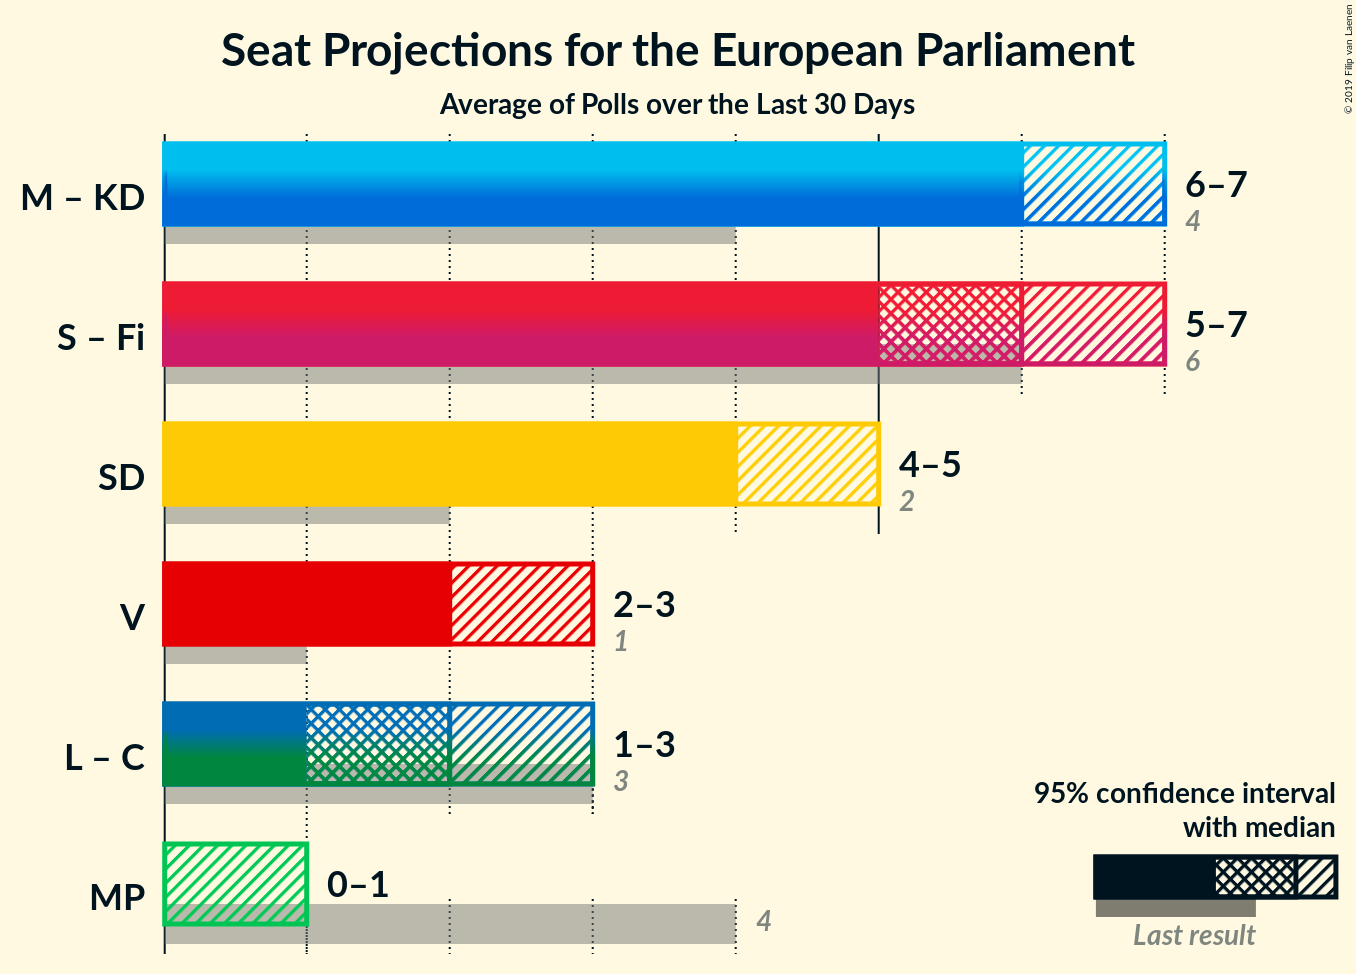 Seat Projections for the European Parliament
Average of Polls over the Last 30 Days
© 2019 Filip van Laenen
M – KD
6–7
4
S – Fi
5–7
6
SD
4–5
2
V
2–3
1
L – C
1–3
3
MP
0–1
4
95% confidence interval
with median
Last result